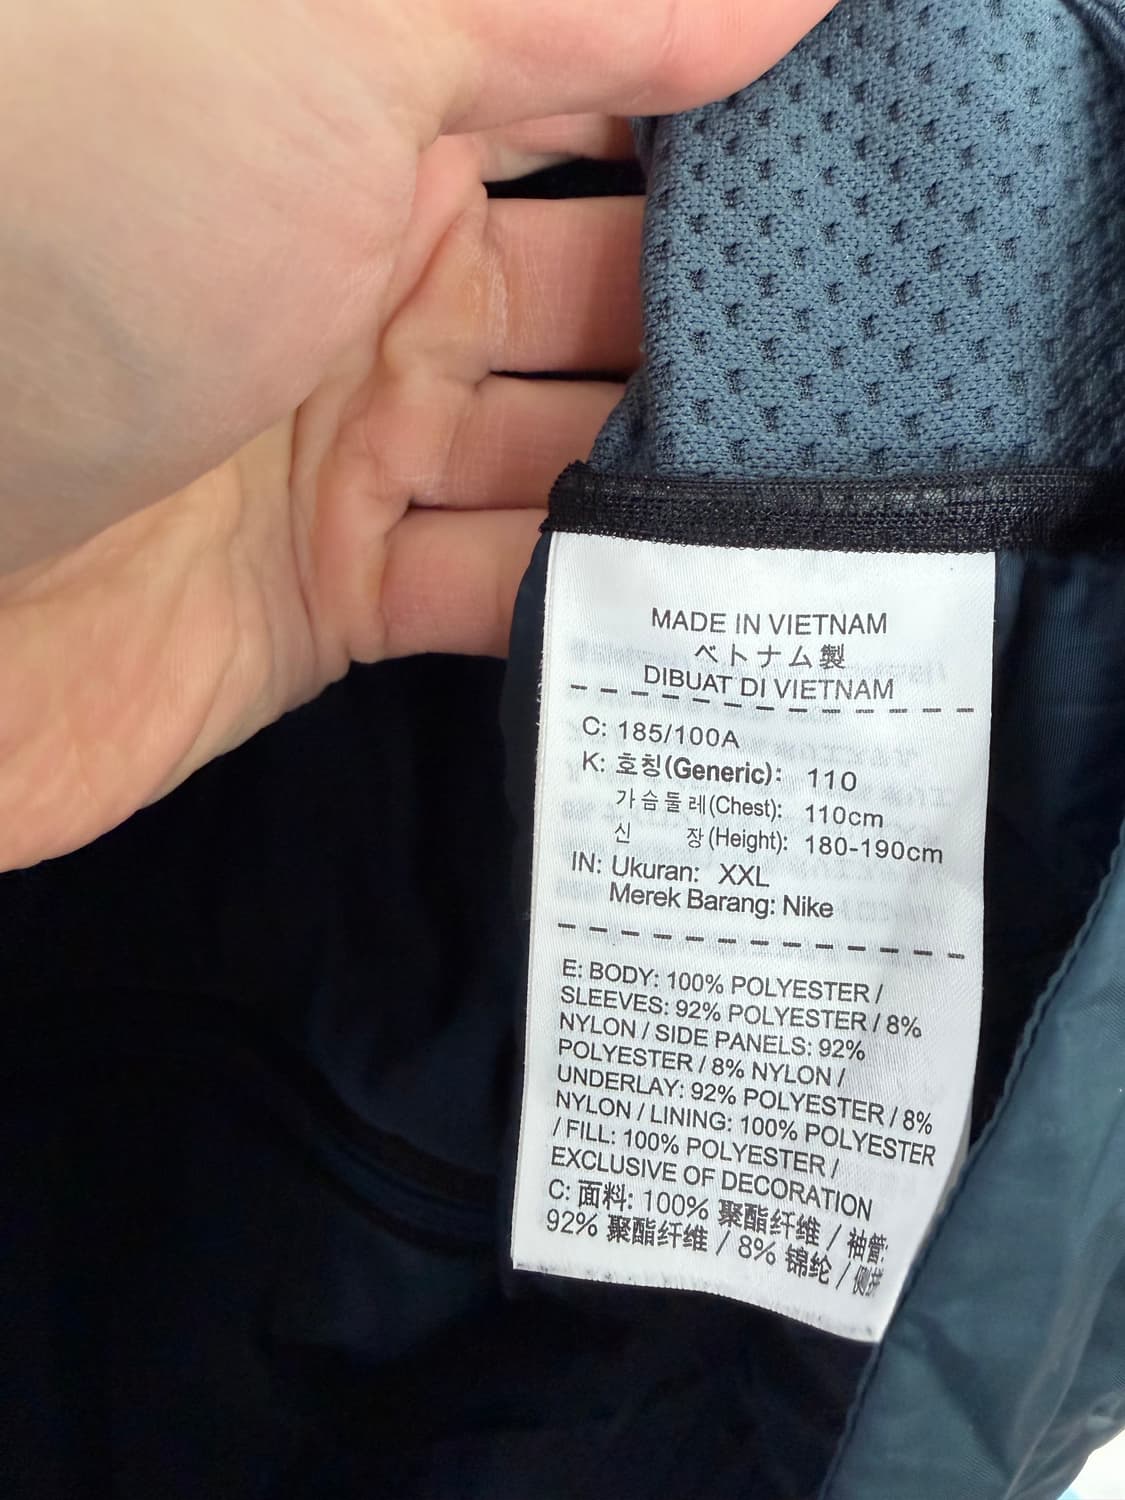 MADE IN VIETNAM
ベトナム製
DIBUAT DI VIETNAM
C: 185/100A
K: 호칭(Generic): 110
가슴둘레(Chest): 110cm
신 장(Height): 180-190cm
IN: Ukuran: XXL
Merek Barang: Nike
E: BODY: 100% POLYESTER /
SLEEVES: 92% POLYESTER / 8%
NYLON / SIDE PANELS: 92%
POLYESTER / 8% NYLON /
UNDERLAY: 92% POLYESTER / 8%
NYLON / LINING: 100% POLYESTER
/ FILL: 100% POLYESTER /
EXCLUSIVE OF DECORATION
C: 面料: 100% 聚酯纤维 / 袖管:
92% 聚酯纤维 / 8% 锦纶 /